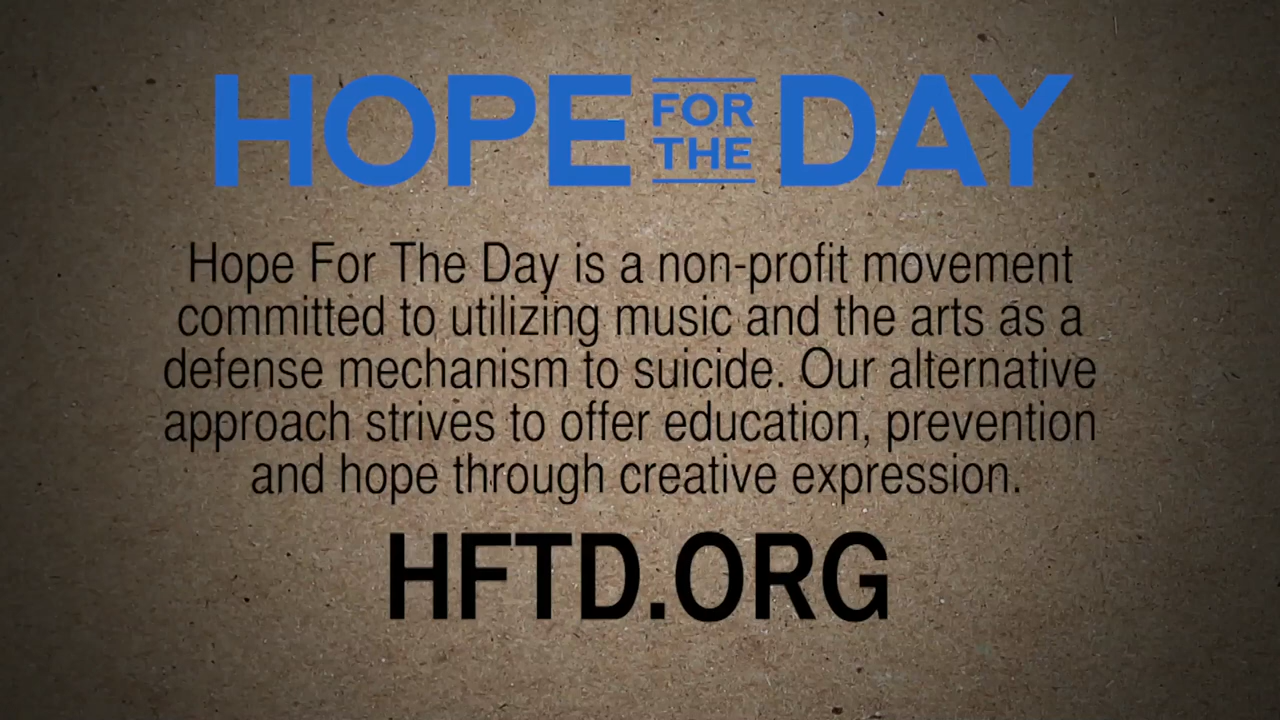 HOPE FOR THE DAY
Hope For The Day is a non-profit movement
committed to utilizing music and the arts as a
defense mechanism to suicide. Our alternative
approach strives to offer education, prevention
and hope through creative expression.
HFTD.ORG